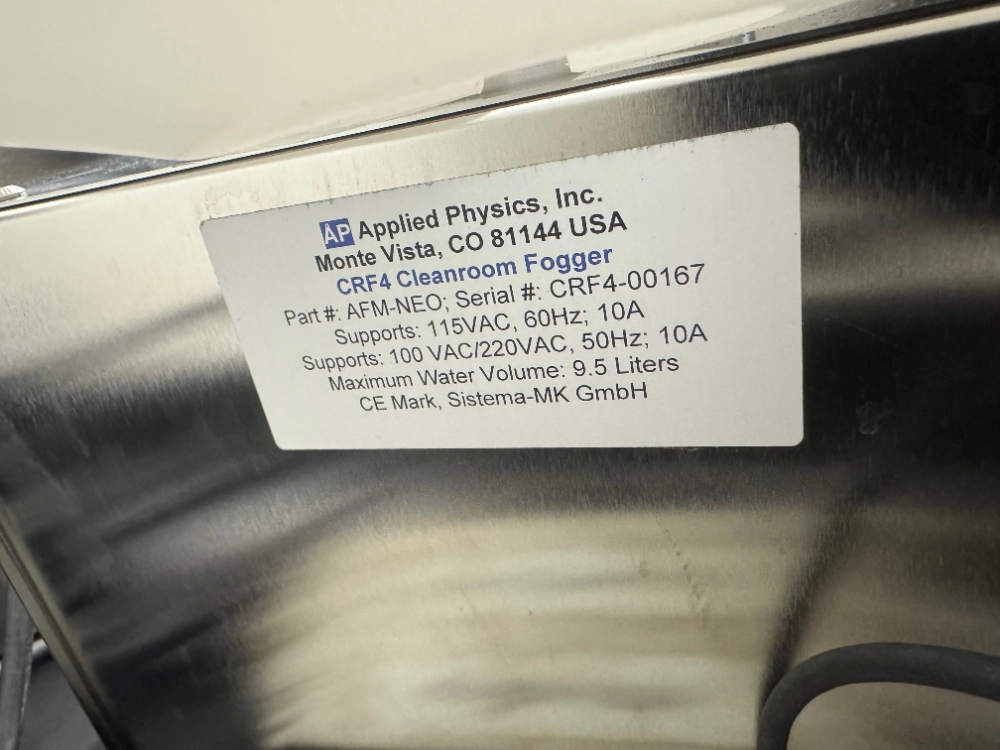 AP Applied Physics, Inc.
Monte Vista, CO 81144 USA
CRF4 Cleanroom Fogger
Part #: AFM-NEO; Serial #: CRF4-00167
Supports: 115VAC, 60Hz; 10A
Supports: 100 VAC/220VAC, 50Hz; 10A
Maximum Water Volume: 9.5 Liters
CE Mark, Sistema-MK GmbH